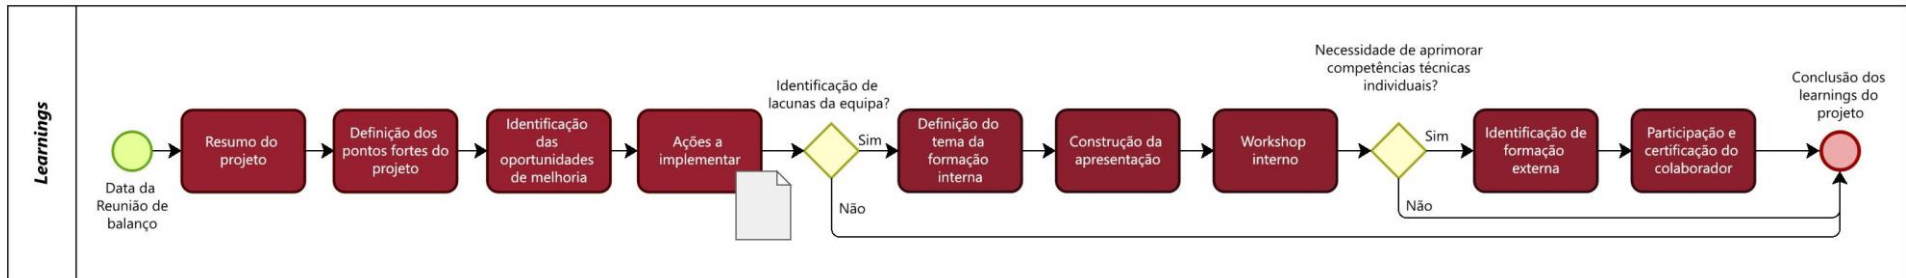 Learnings
Data da
Reunião de
balanço
Resumo do
projeto
Definição dos
pontos fortes do
projeto
Identificação
das
oportunidades
de melhoria
Ações a
implementar
Identificação de
lacunas da equipa?
Sim
Não
Definição do
tema da
formação
interna
Construção da
apresentação
Workshop
interno
Necessidade de aprimorar
competências técnicas
individuais?
Sim
Não
Identificação de
formação
externa
Participação e
certificação do
colaborador
Conclusão dos
learnings do
projeto